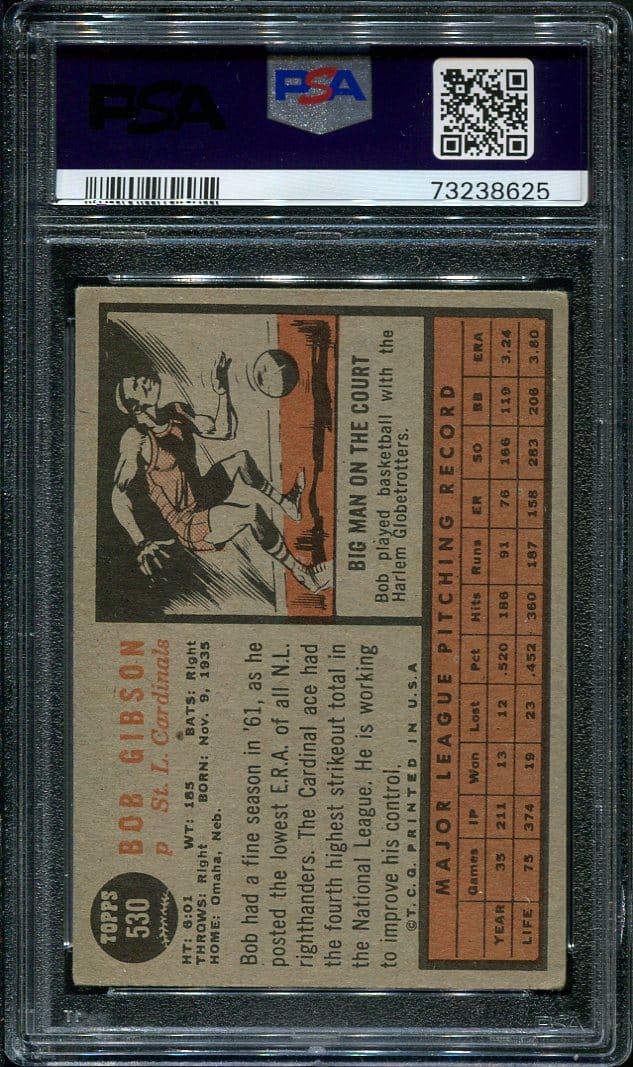 PSA
PSA
73238625
TOPPS
530
BOB GIBSON
p St. L. Cardinals
HT: 6:01 WT: 185 BATS: Right
THROWS: Right BORN: Nov. 9, 1935
HOME: Omaha, Neb.
Bob had a fine season in '61, as he
posted the lowest E.R.A. of all N.L.
righthanders. The Cardinal ace had
the fourth highest strikeout total in
the National League. He is working
to improve his control.
©T. C. G. PRINTED IN U.S.A
BIG MAN ON THE COURT
Bob played basketball with the
Harlem Globetrotters.
MAJOR LEAGUE PITCHING RECORD
Games IP Won Lost Pct Hits Runs ER SO BB ERA
YEAR 35 211 13 12 .520 186 91 76 166 119 3.24
LIFE 75 374 19 23 .452 360 187 158 283 206 3.80
PSA